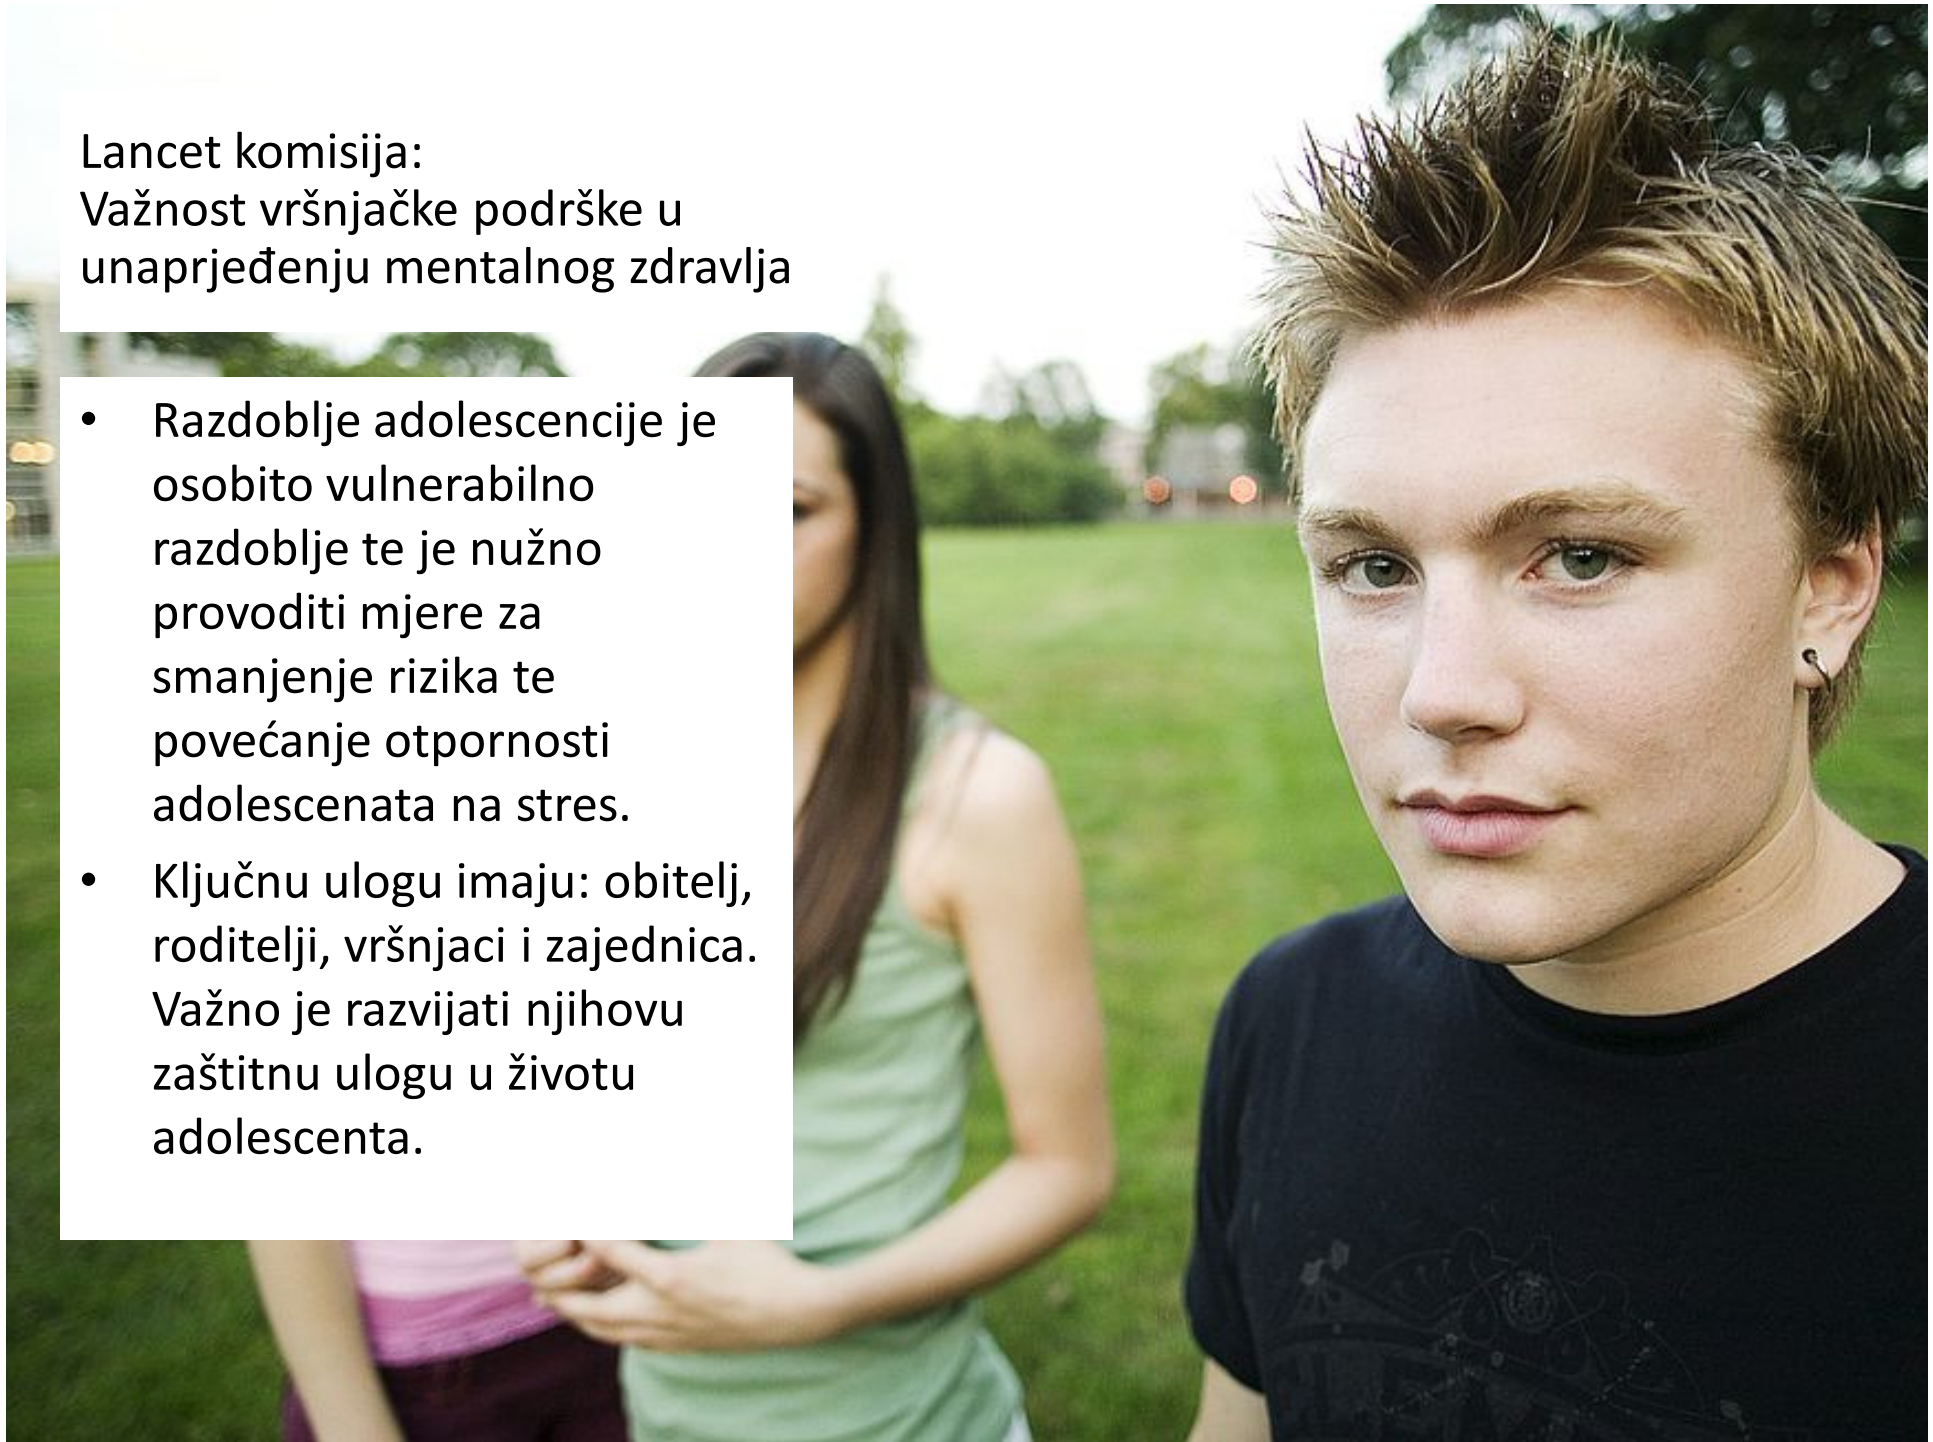 Lancet komisija:
Važnost vršnjačke podrške u
unaprjeđenju mentalnog zdravlja
• Razdoblje adolescencije je
osobito vulnerabilno
razdoblje te je nužno
provoditi mjere za
smanjenje rizika te
povećanje otpornosti
adolescenata na stres.
• Ključnu ulogu imaju: obitelj,
roditelji, vršnjaci i zajednica.
Važno je razvijati njihovu
zaštitnu ulogu u životu
adolescenta.